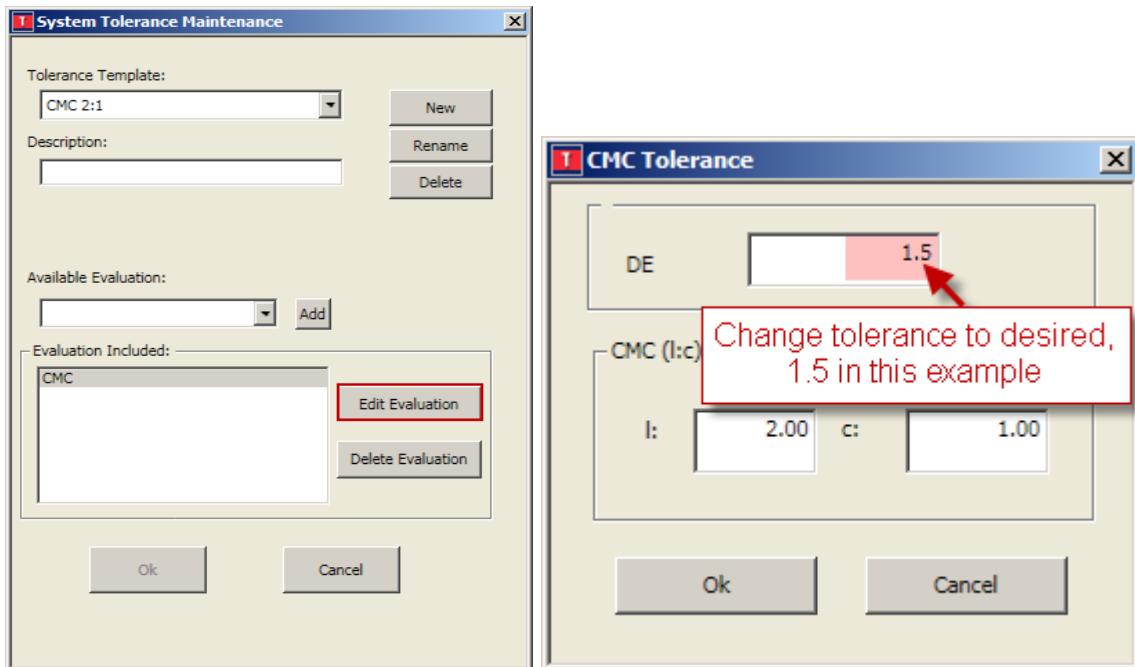 T System Tolerance Maintenance X
Tolerance Template:
CMC 2:1
New
Description:
Rename
Delete
Available Evaluation:
Add
Evaluation Included:
CMC
Edit Evaluation
Delete Evaluation
Ok Cancel
T CMC Tolerance X
DE 1.5
Change tolerance to desired,
1.5 in this example
CMC (l:c)
l: 2.00 c: 1.00
Ok Cancel